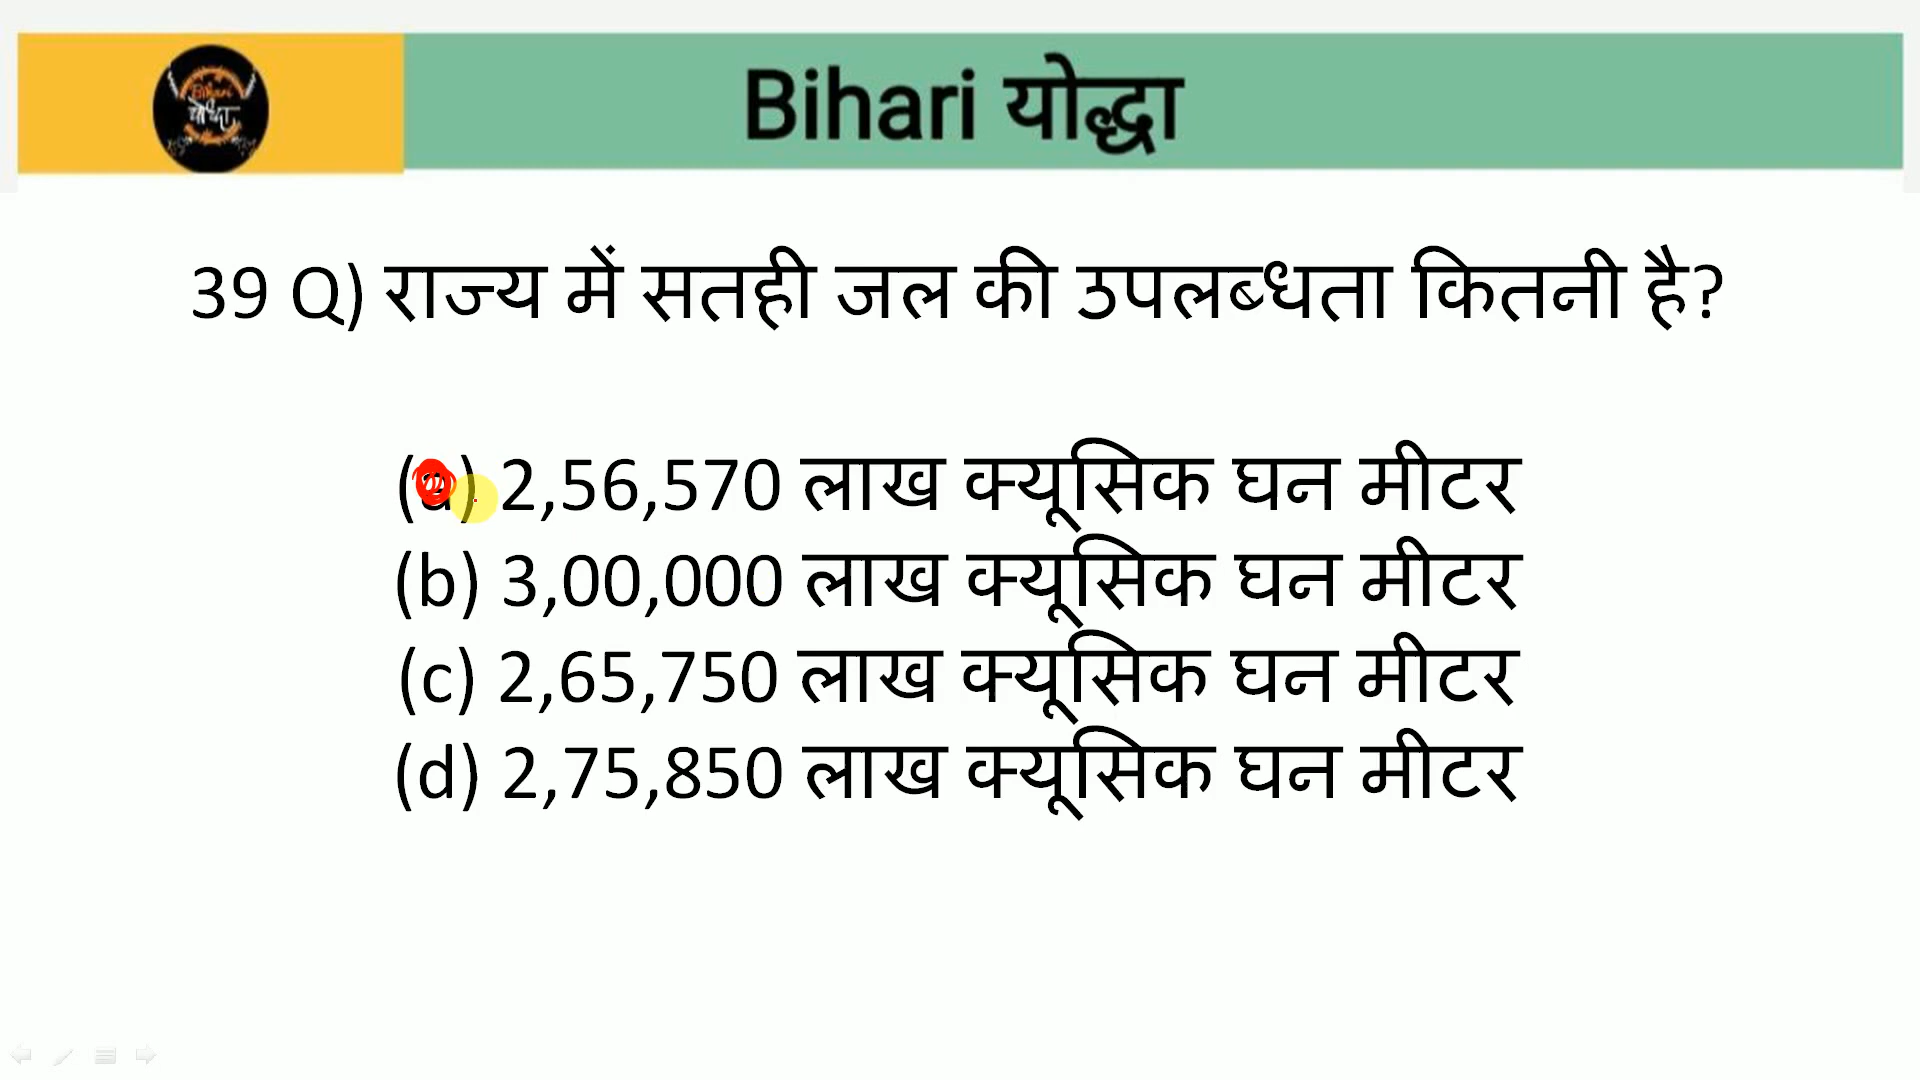 Bihari योद्धा
Bihari
योद्धा
39 Q) राज्य में सतही जल की उपलब्धता कितनी है?
(a) 2,56,570 लाख क्यूसिक घन मीटर
(b) 3,00,000 लाख क्यूसिक घन मीटर
(c) 2,65,750 लाख क्यूसिक घन मीटर
(d) 2,75,850 लाख क्यूसिक घन मीटर